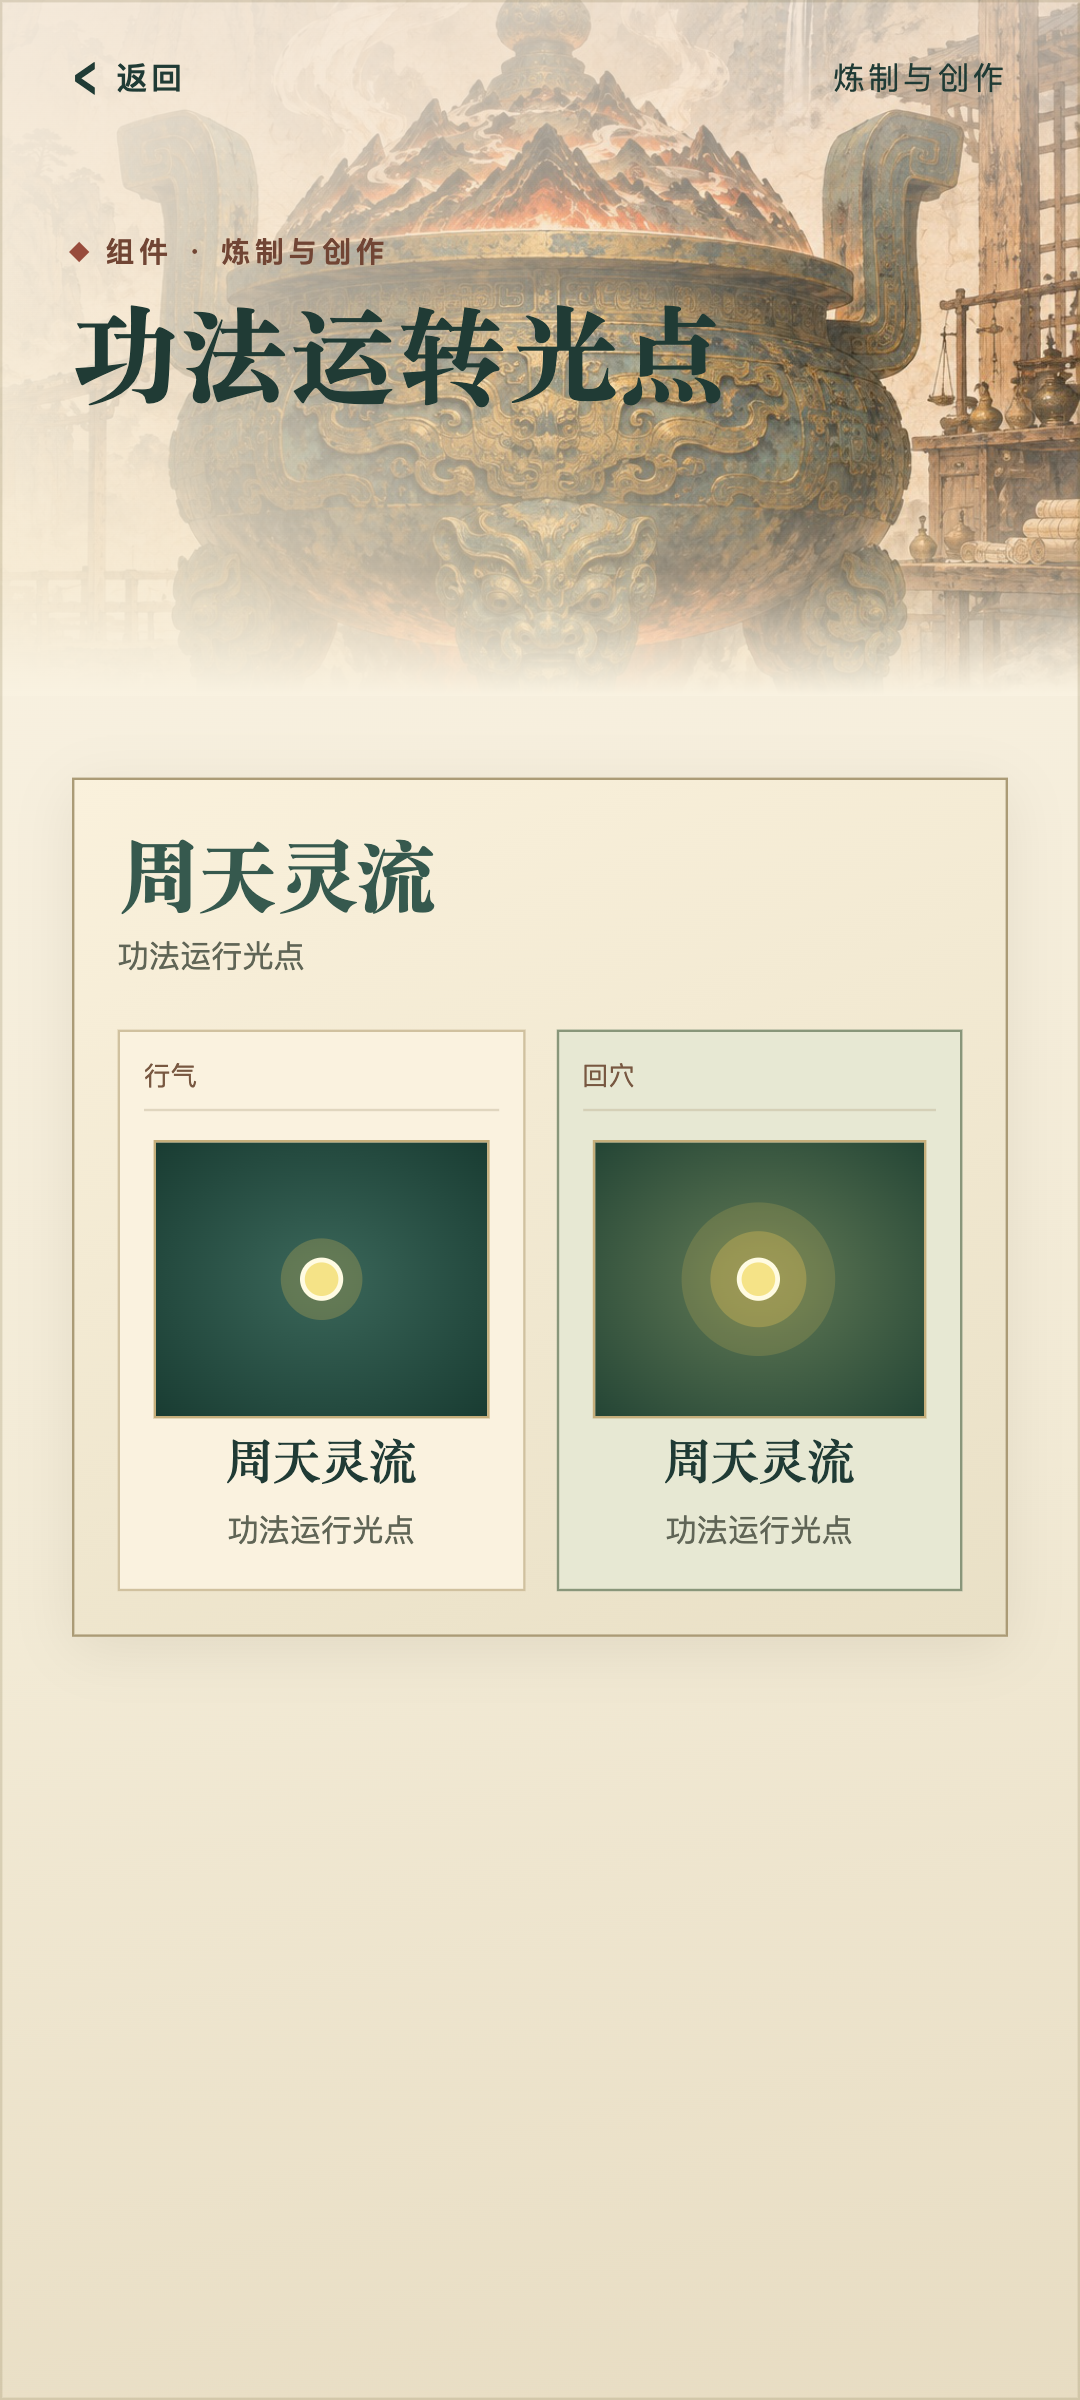 返回
炼制与创作
组件 · 炼制与创作
功法运转光点
周天灵流
功法运行光点
行气
周天灵流
功法运行光点
回穴
周天灵流
功法运行光点